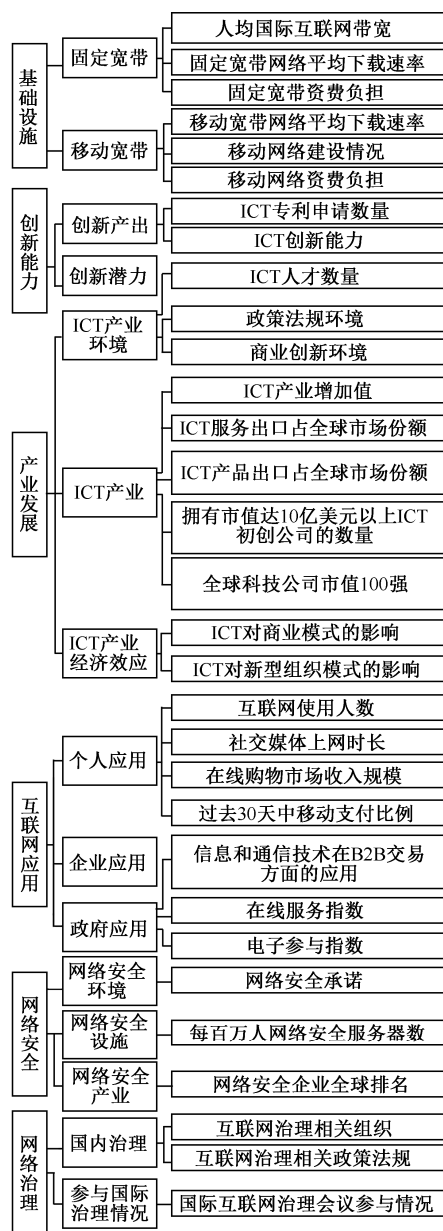 基础设施
固定宽带
人均国际互联网带宽
固定宽带网络平均下载速率
固定宽带资费负担
移动宽带
移动宽带网络平均下载速率
移动网络建设情况
移动网络资费负担
创新能力
创新产出
ICT专利申请数量
ICT创新能力
创新潜力
ICT人才数量
产业发展
ICT产业
环境
政策法规环境
商业创新环境
ICT产业
ICT产业增加值
ICT服务出口占全球市场份额
ICT产品出口占全球市场份额
拥有市值达10亿美元以上ICT
初创公司的数量
全球科技公司市值100强
ICT产业
经济效应
ICT对商业模式的影响
ICT对新型组织模式的影响
互联网应用
个人应用
互联网使用人数
社交媒体上网时长
在线购物市场收入规模
过去30天中移动支付比例
企业应用
信息和通信技术在B2B交易
方面的应用
政府应用
在线服务指数
电子参与指数
网络安全
网络安全
环境
网络安全承诺
网络安全
设施
每百万人网络安全服务器数
网络安全
产业
网络安全企业全球排名
网络治理
国内治理
互联网治理相关组织
互联网治理相关政策法规
参与国际
治理情况
国际互联网治理会议参与情况